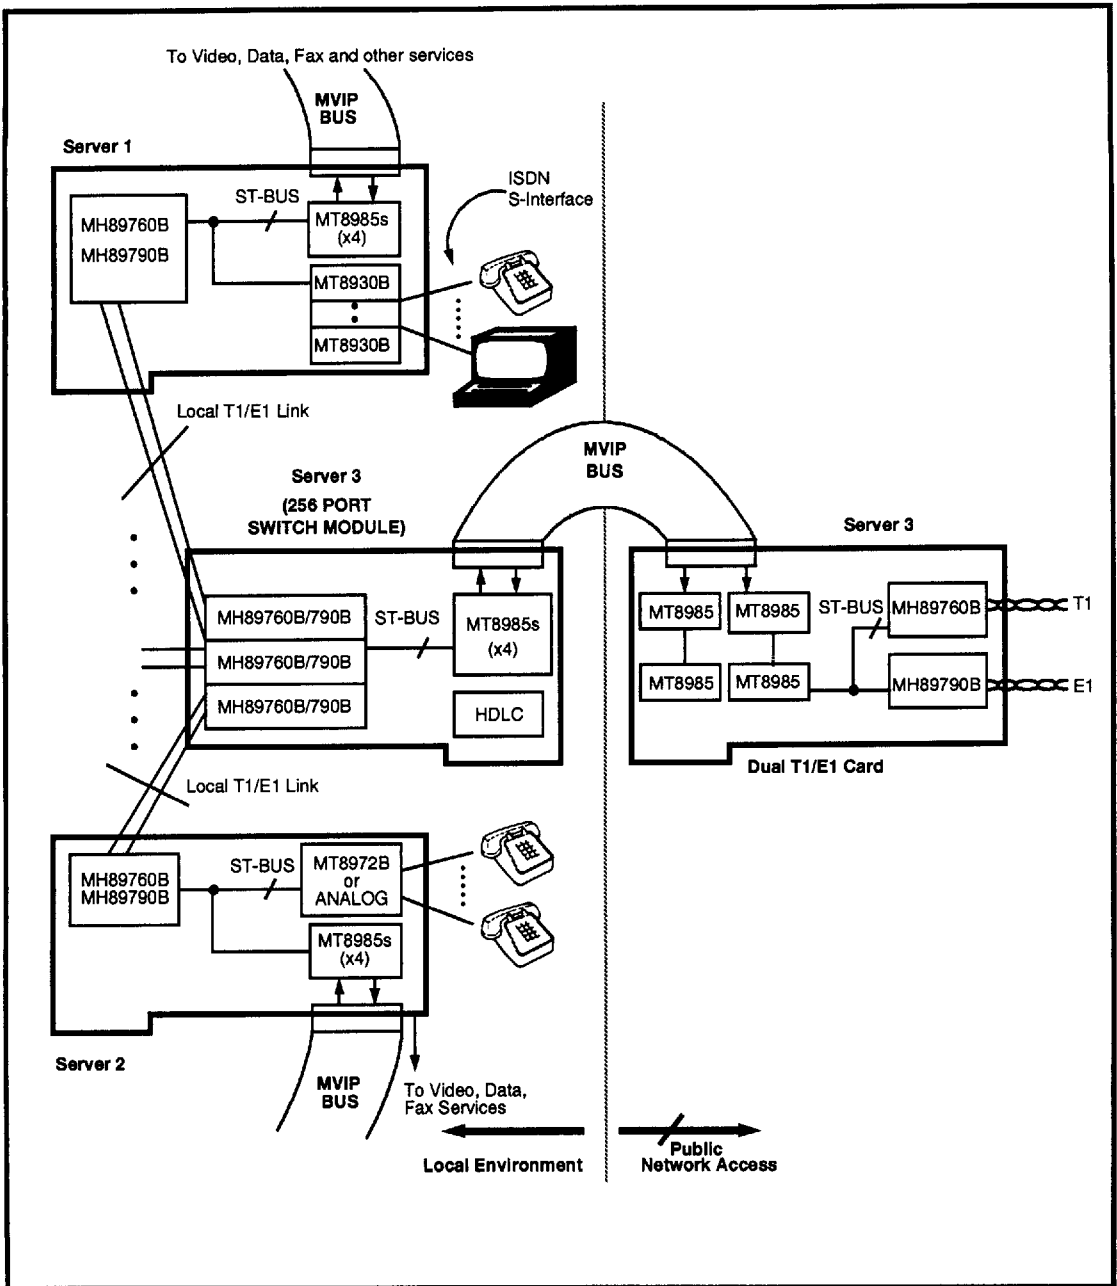 To Video, Data, Fax and other services
MVIP
BUS
Server 1
ISDN
S-Interface
ST-BUS
MH89760B
MH89790B
MT8985s
(x4)
MT8930B
MT8930B
Local T1/E1 Link
MVIP
BUS
Server 3
(256 PORT
SWITCH MODULE)
Server 3
MH89760B/790B
MH89760B/790B
MH89760B/790B
ST-BUS
MT8985s
(x4)
HDLC
MT8985
MT8985
MT8985
MT8985
ST-BUS
MH89760B
MH89790B
T1
E1
Dual T1/E1 Card
Local T1/E1 Link
MH89760B
MH89790B
ST-BUS
MT8972B
or
ANALOG
MT8985s
(x4)
Server 2
MVIP
BUS
To Video, Data,
Fax Services
Local Environment
Public
Network Access